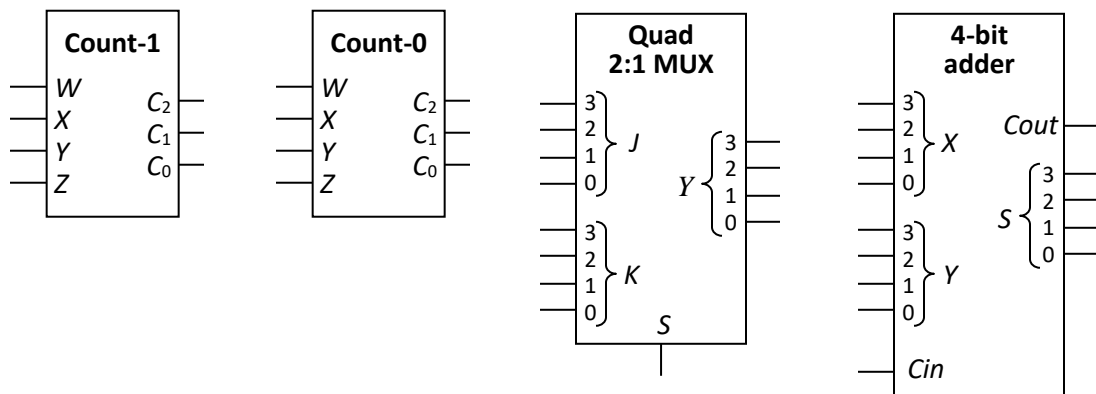 Count-1
W
X
Y
Z
C₂
C₁
C₀
Count-0
W
X
Y
Z
C₂
C₁
C₀
Quad
2:1 MUX
3
2
1
0
J
3
2
1
0
K
Y
3
2
1
0
S
4-bit
adder
3
2
1
0
X
3
2
1
0
Y
Cin
Cout
S
3
2
1
0